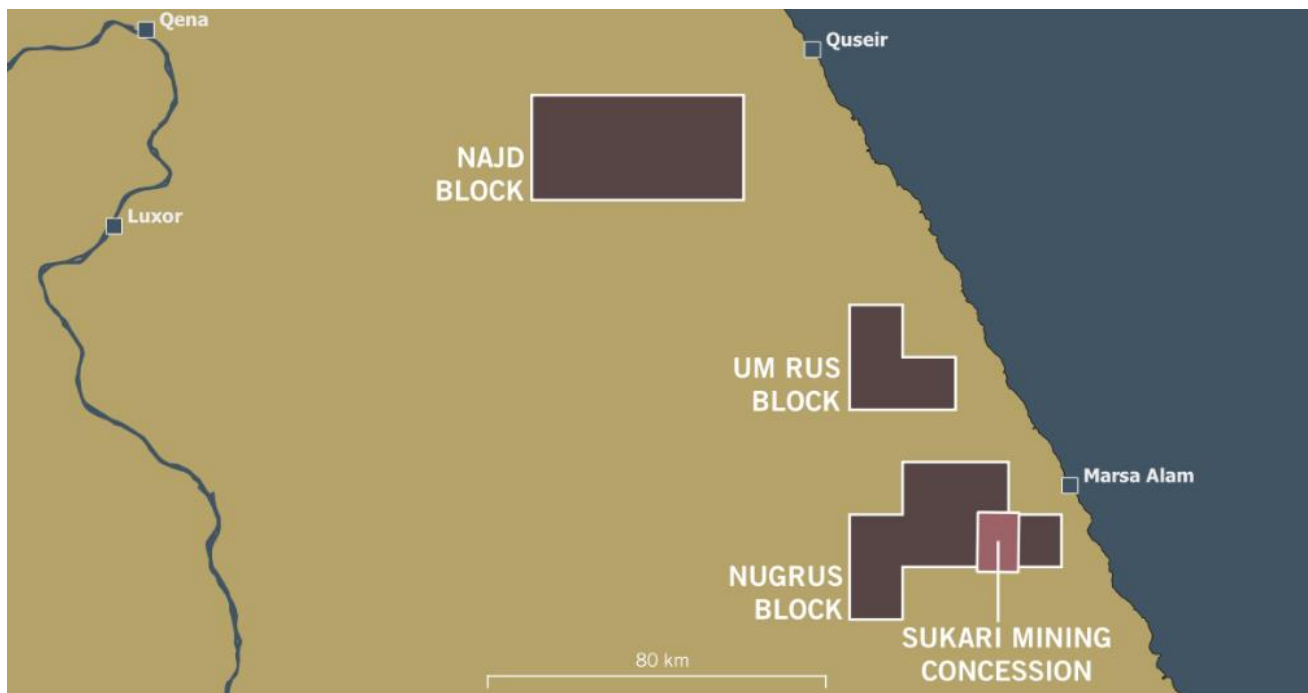 Qena
Quseir
NAJD
BLOCK
Luxor
UM RUS
BLOCK
Marsa Alam
NUGRUS
BLOCK
SUKARI MINING
CONCESSION
80 km